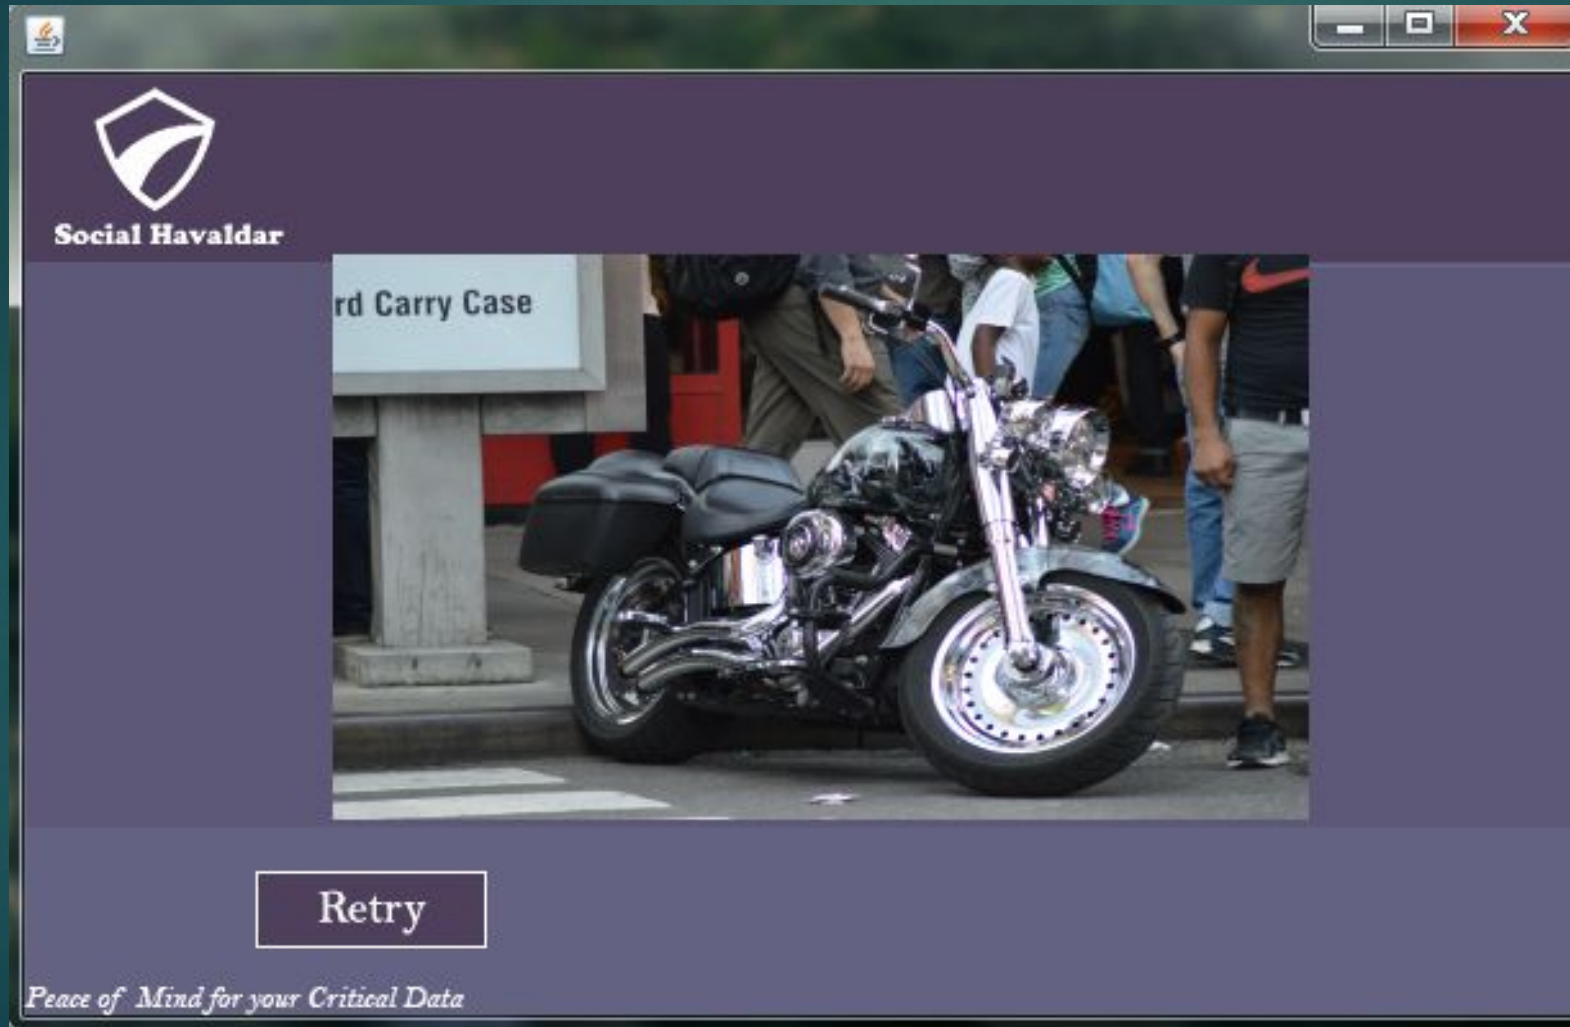 Social Havaldar
rd Carry Case
Retry
Peace of Mind for your Critical Data